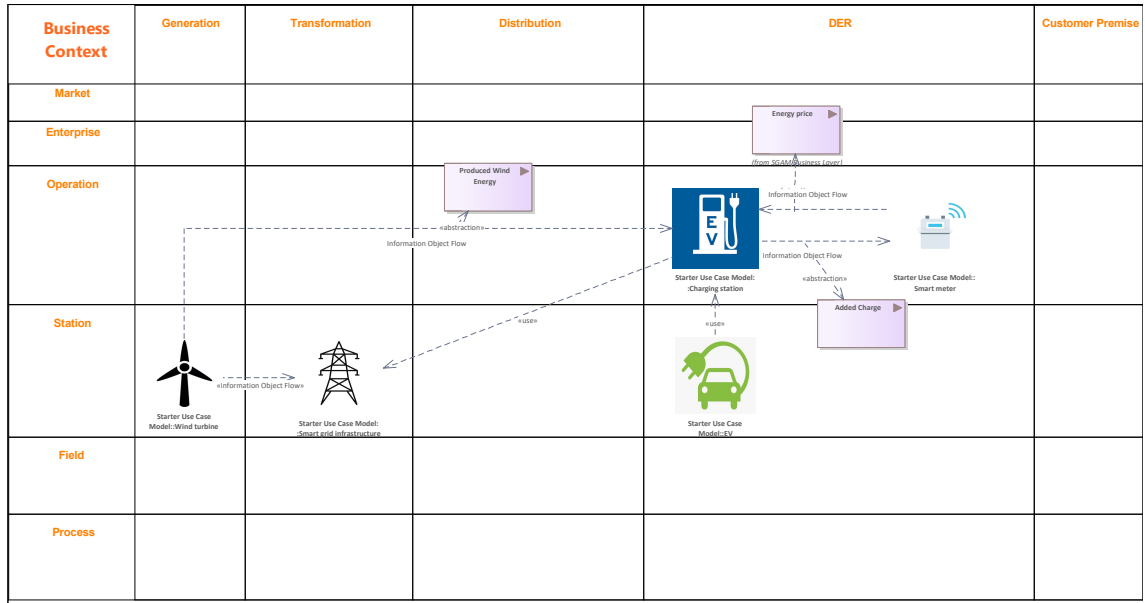 Business
Context
Generation
Transformation
Distribution
DER
Customer Premise
Market
Enterprise
Energy price
(from SGAM Business Layer)
Operation
Produced Wind
Energy
«abstraction»
Information Object Flow
Information Object Flow
Information Object Flow
Starter Use Case Model:
:Charging station
«abstraction»
Starter Use Case Model::
Smart meter
Station
Added Charge
«use»
«use»
«Information Object Flow»
Starter Use Case
Model::Wind turbine
Starter Use Case Model:
:Smart grid infrastructure
E
V
Starter Use Case
Model::EV
Field
Process